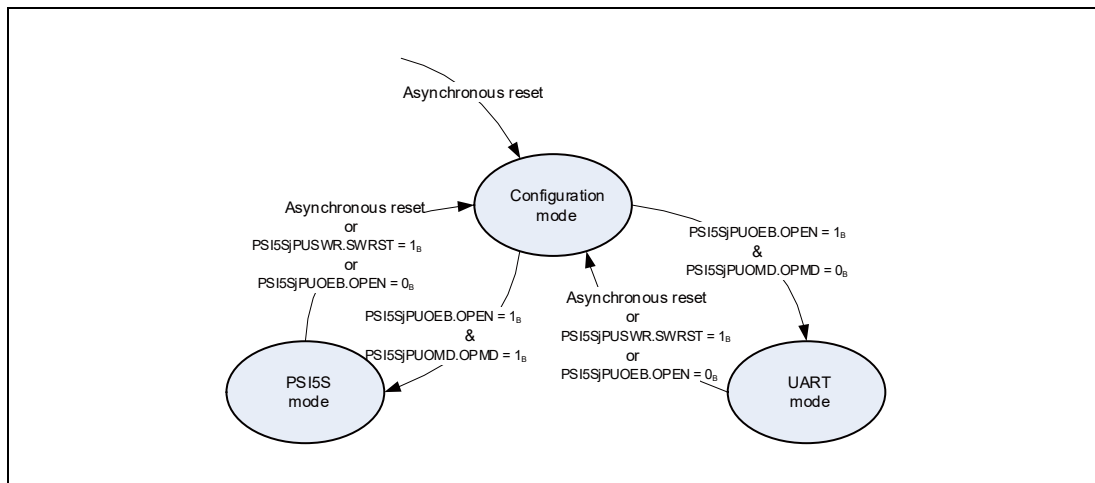 Asynchronous reset
Configuration
mode
Asynchronous reset
or
PSI5SjPUSWR.SWRST = 1B
or
PSI5SjPUOEB.OPEN = 0B
PSI5SjPUOEB.OPEN = 1B
&
PSI5SjPUOMD.OPMD = 0B
PSI5SjPUOEB.OPEN = 1B
&
PSI5SjPUOMD.OPMD = 1B
Asynchronous reset
or
PSI5SjPUSWR.SWRST = 1B
or
PSI5SjPUOEB.OPEN = 0B
PSI5S
mode
UART
mode